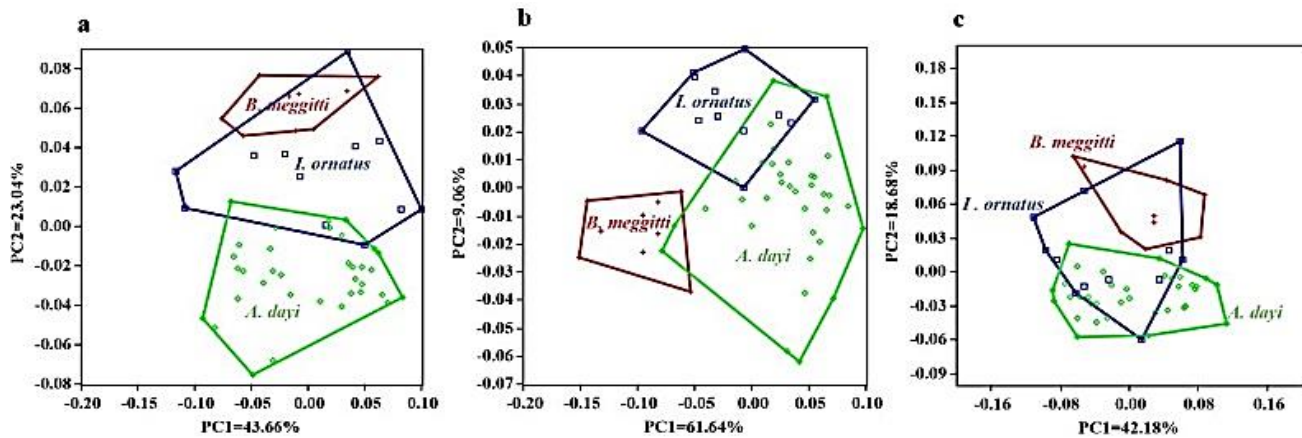 a
0.08
0.06
0.04
0.02
0.00
-0.02
-0.04
-0.06
-0.08
PC2=23.04%
B. meggitti
I. ornatus
A. dayi
-0.20
-0.15
-0.10
-0.05
0.00
0.05
0.10
PC1=43.66%
b
0.05
0.04
0.03
0.02
0.01
0.00
-0.01
-0.02
-0.03
-0.04
-0.05
-0.06
-0.07
PC2=9.06%
I. ornatus
B. meggitti
A. dayi
-0.20
-0.15
-0.10
-0.05
0.00
0.05
0.10
PC1=61.64%
c
0.18
0.15
0.12
0.09
0.06
0.03
0.00
-0.03
-0.06
-0.09
PC2=18.68%
B. meggitti
I . ornatus
A. dayi
-0.16
-0.08
0.00
0.08
0.16
PC1=42.18%